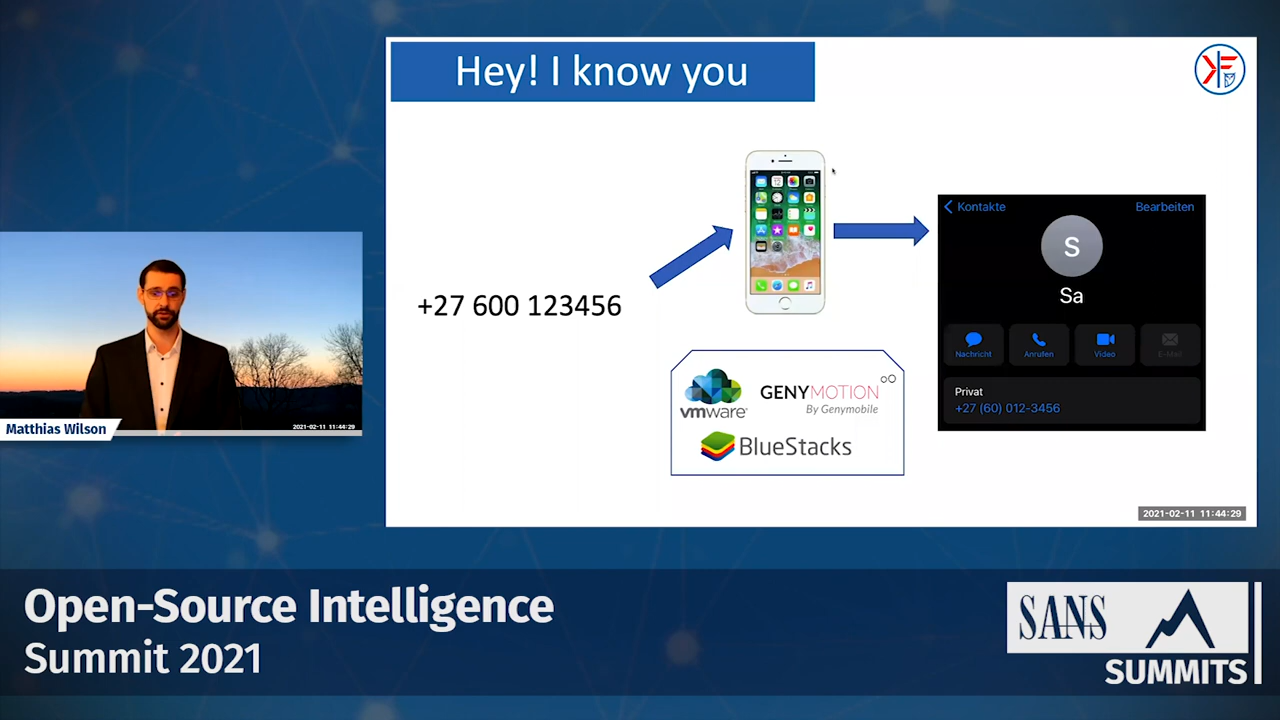 Hey! I know you
+27 600 123456
vmware
GENYMOTION
By Genymobile
BlueStacks
Kontakte
Bearbeiten
S
Sa
Nachricht
Anrufen
Video
E-Mail
Privat
+27 (60) 012-3456
2021-02-11 11:44:29
Matthias Wilson
2021-02-11 11:44:29
Open-Source Intelligence
Summit 2021
SANS
SUMMITS